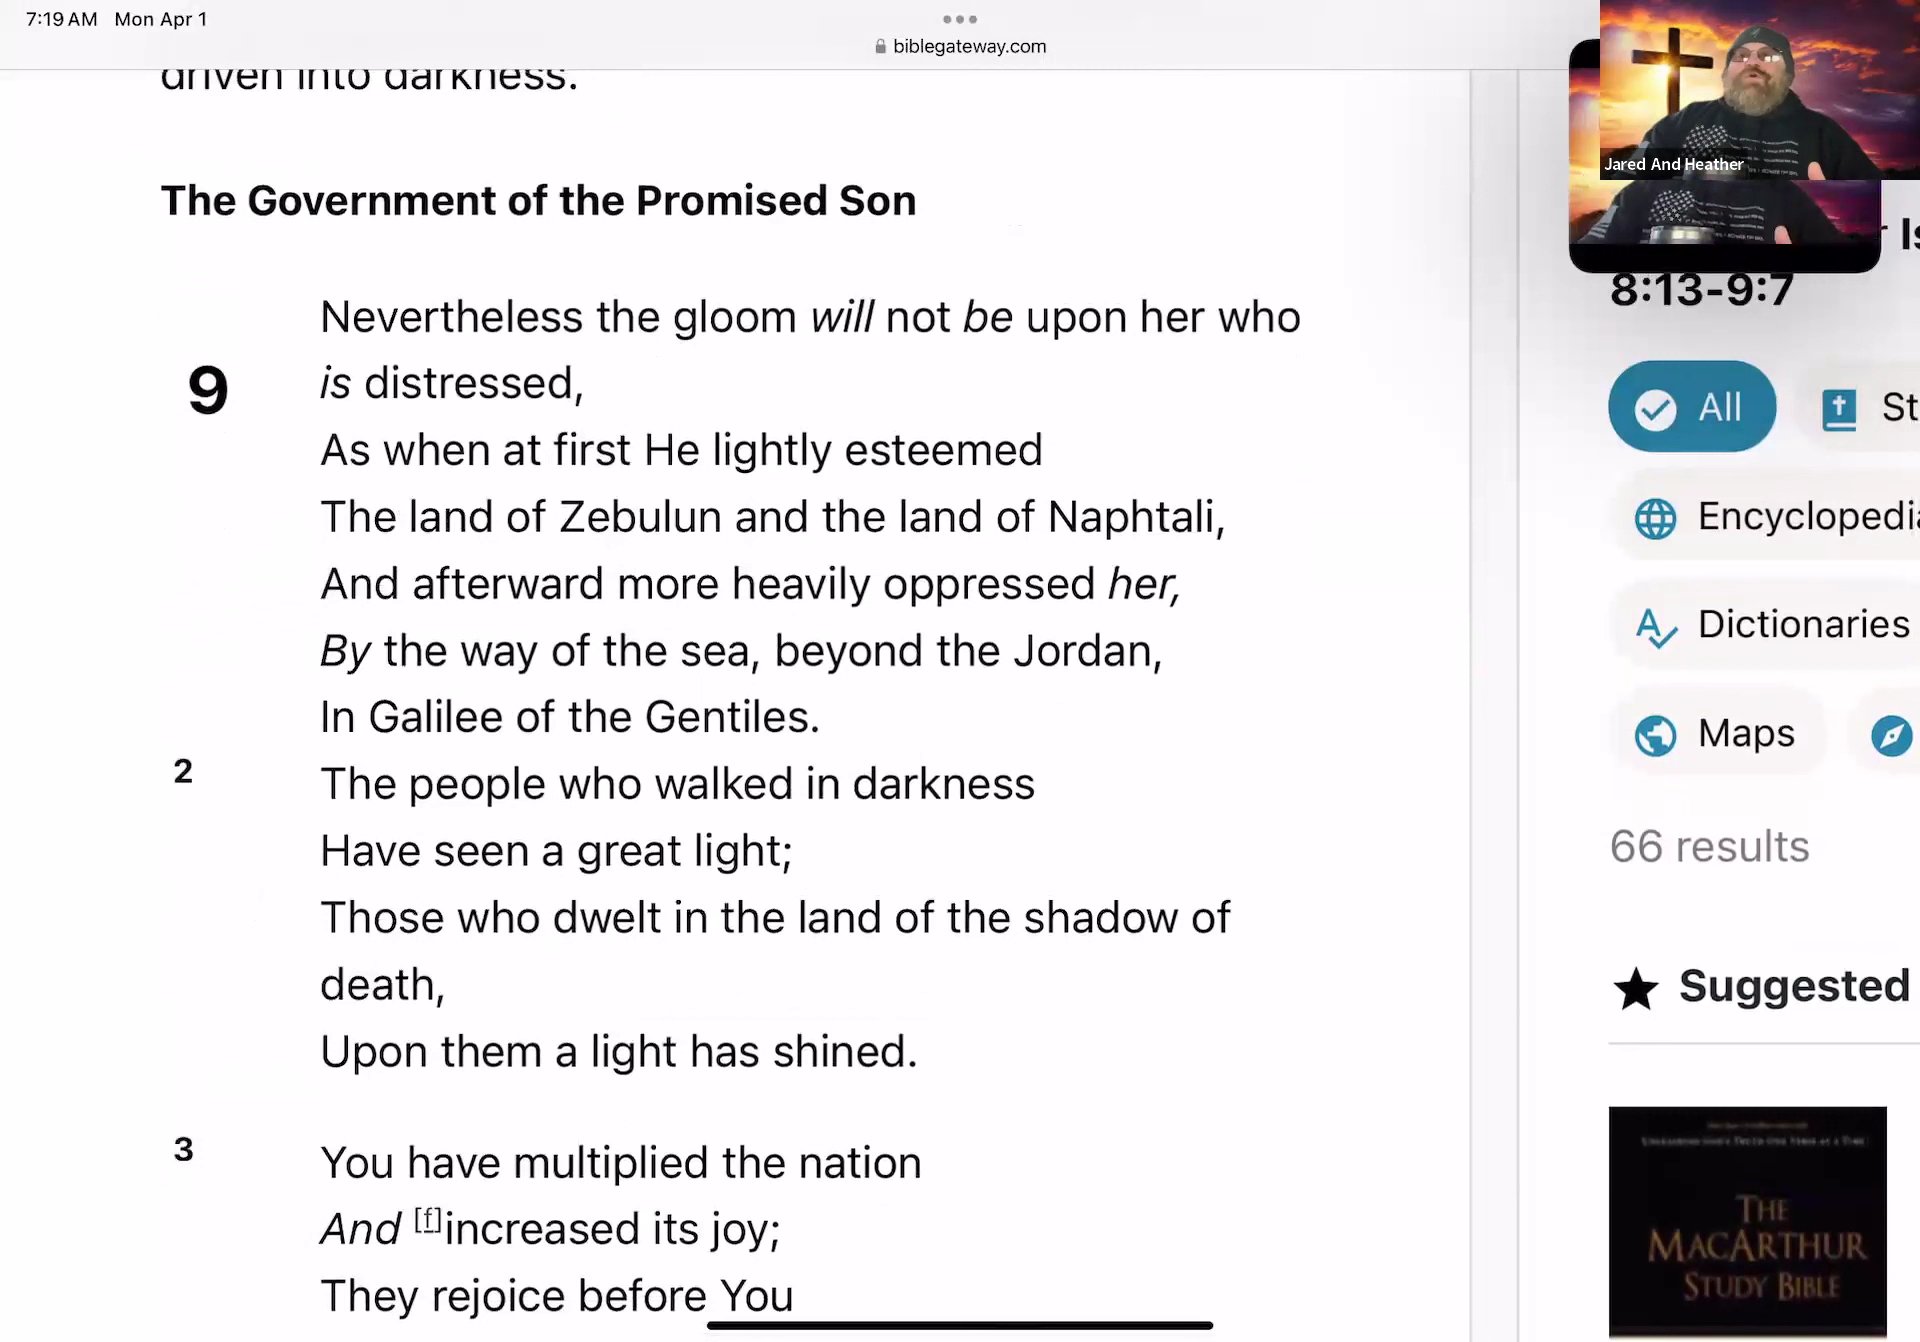 7:19 AM Mon Apr 1
biblegateway.com
driven into darkness.
The Government of the Promised Son
Nevertheless the gloom will not be upon her who
9 is distressed,
As when at first He lightly esteemed
The land of Zebulun and the land of Naphtali,
And afterward more heavily oppressed her,
By the way of the sea, beyond the Jordan,
In Galilee of the Gentiles.
2 The people who walked in darkness
Have seen a great light;
Those who dwelt in the land of the shadow of
death,
Upon them a light has shined.
3 You have multiplied the nation
And [f]increased its joy;
They rejoice before You
Jared And Heather
Is
8:13-9:7
All
St
Encyclopedia
Dictionaries
Maps
66 results
Suggested
THE
MACARTHUR
STUDY BIBLE